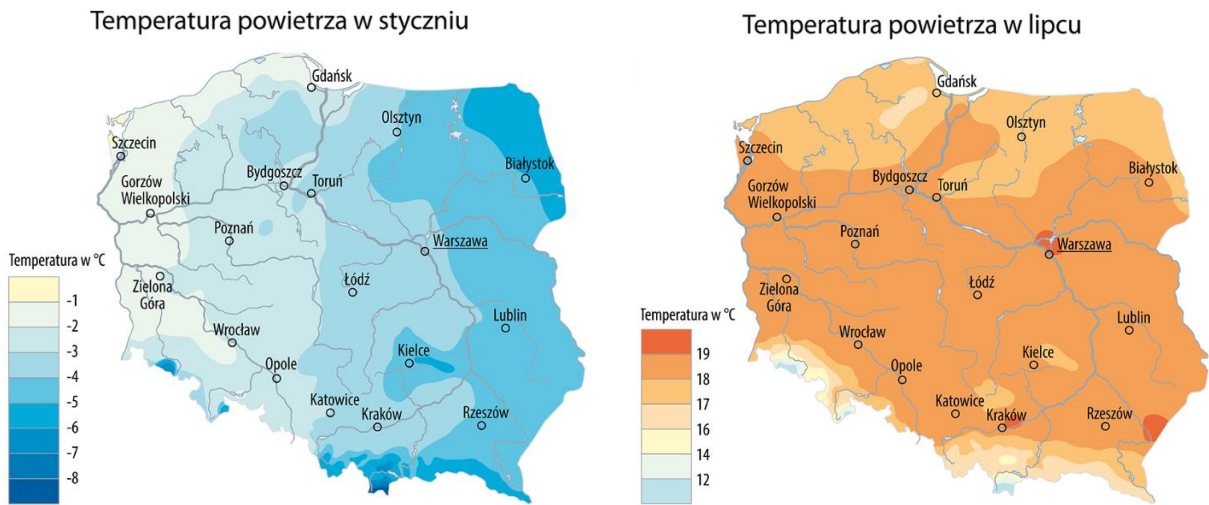 Temperatura powietrza w styczniu
Gdańsk
Olsztyn
Szczecin
Białystok
Bydgoszcz
Toruń
Gorzów
Wielkopolski
Poznań
Warszawa
Temperatura w °C
Zielona
Góra
Łódź
Wrocław
Lublin
Kielce
Opole
Katowice
Kraków
Rzeszów
-1
-2
-3
-4
-5
-6
-7
-8
Temperatura powietrza w lipcu
Gdańsk
Olsztyn
Szczecin
Białystok
Bydgoszcz
Toruń
Gorzów
Wielkopolski
Poznań
Warszawa
Zielona
Góra
Łódź
Temperatura w °C
Wrocław
Lublin
Kielce
Opole
Katowice
Kraków
Rzeszów
19
18
17
16
14
12